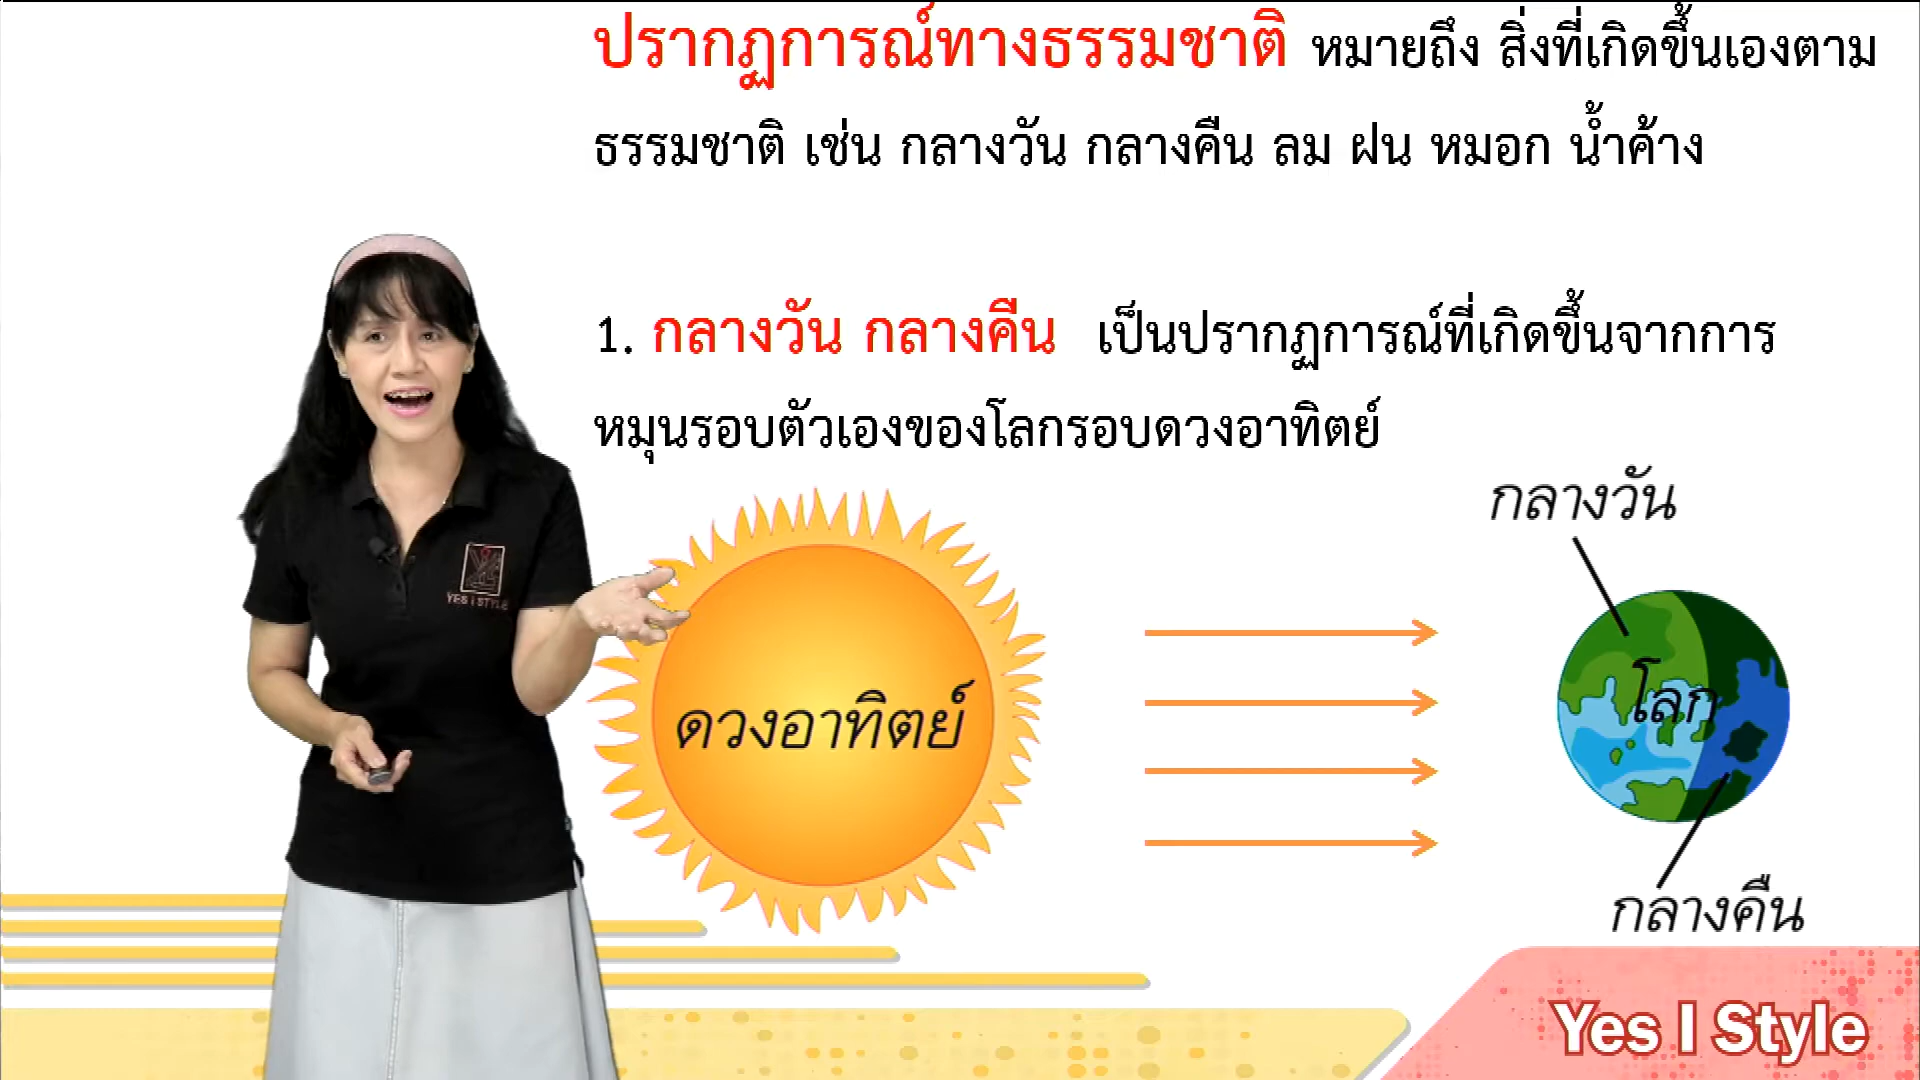 ปรากฏการณ์ทางธรรมชาติ หมายถึง สิ่งที่เกิดขึ้นเองตาม
ธรรมชาติ เช่น กลางวัน กลางคืน ลม ฝน หมอก น้ำค้าง
1. กลางวัน กลางคืน เป็นปรากฏการณ์ที่เกิดขึ้นจากการ
หมุนรอบตัวเองของโลกรอบดวงอาทิตย์
กลางวัน
YES I STYLE
โลก
ดวงอาทิตย์
กลางคืน
Yes I Style